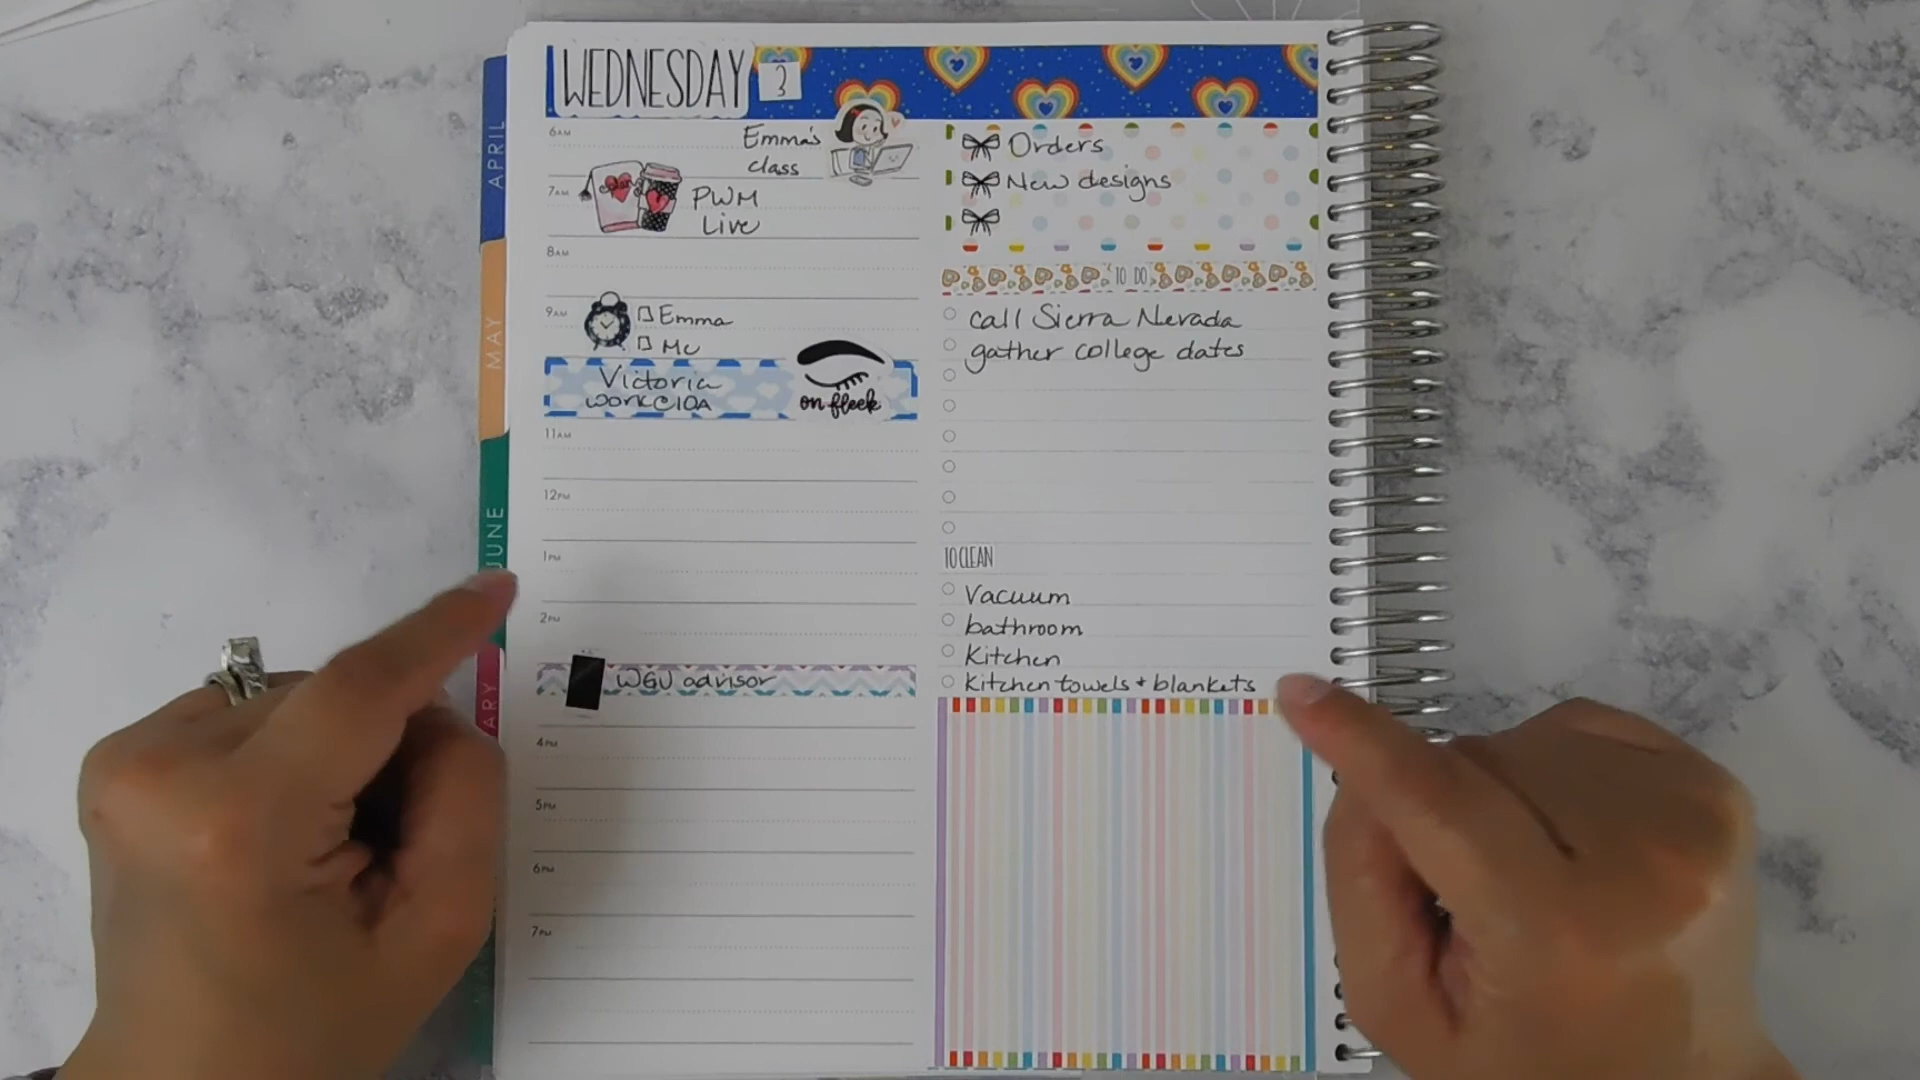 WEDNESDAY 3
6AM
Emma's
class
7AM
PWM
Live
8AM
9AM
Emma
Me
Victoria
work@10A
on fleek
11AM
12PM
1PM
2PM
WGU advisor
4PM
5PM
6PM
7PM
Orders
New designs
TO DO
call Sierra Nevada
gather college dates
TO CLEAN
Vacuum
bathroom
Kitchen
Kitchen towels + blankets
APRIL
MAY
JUNE